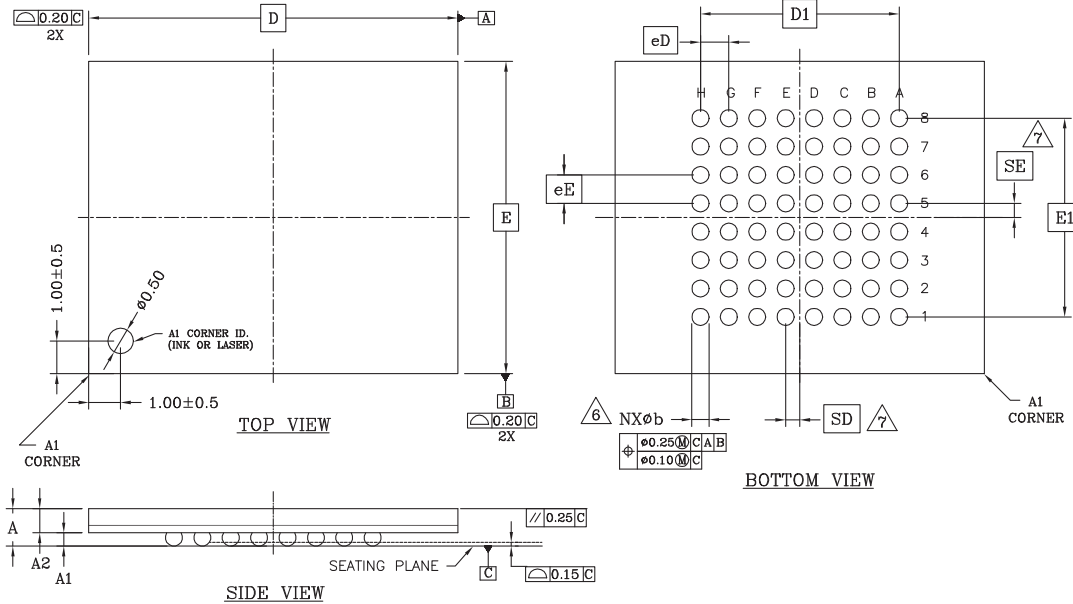 ⌓ 0.20 C
2X
D
A
E
B
⌓ 0.20 C
2X
1.00±0.5
ø0.50
A1 CORNER ID.
(INK OR LASER)
1.00±0.5
A1
CORNER
TOP VIEW
D1
eD
H G F E D C B A
8
7
6
5
4
3
2
1
eE
7
SE
E1
6 NXøb
⌖ ø0.25Ⓜ C A B
ø0.10Ⓜ C
SD 7
A1
CORNER
BOTTOM VIEW
A
A2
A1
// 0.25 C
SEATING PLANE
C
⌓ 0.15 C
SIDE VIEW